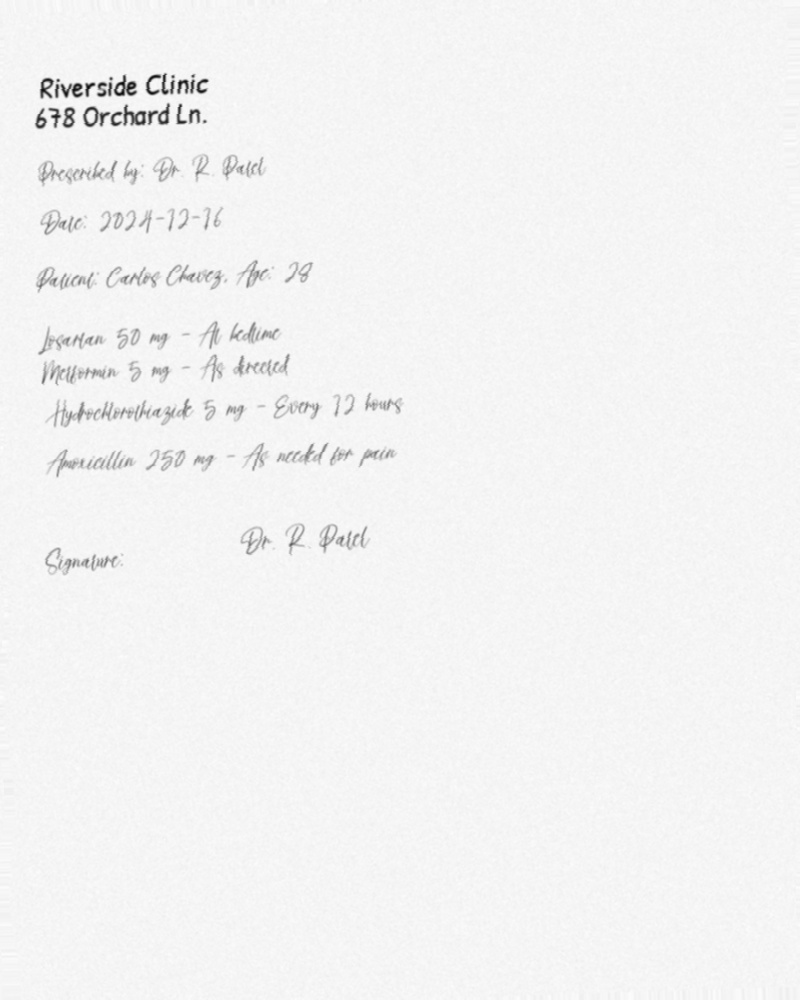 Riverside Clinic
678 Orchard Ln.
Prescribed by: Dr. R. Patel
Date: 2024-12-16
Patient: Carlos Chavez, Age: 28
Losartan 50 mg - At bedtime
Metformin 5 mg - As directed
Hydrochlorothiazide 5 mg - Every 12 hours
Amoxicillin 250 mg - As needed for pain
Dr. R. Patel
Signature: